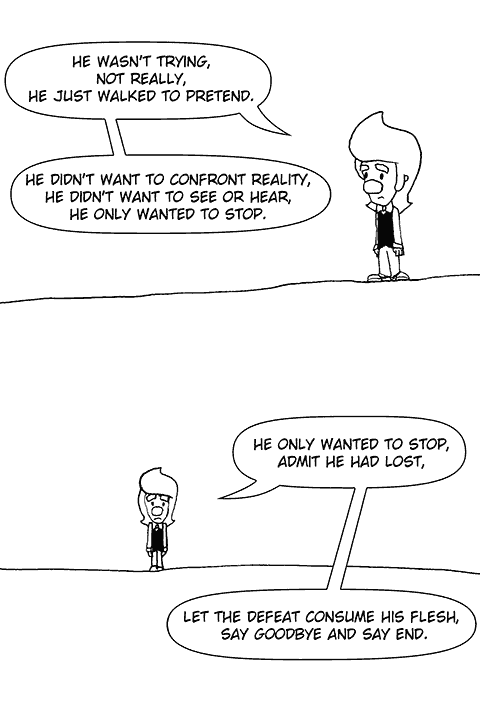 HE WASN'T TRYING,
NOT REALLY,
HE JUST WALKED TO PRETEND.
HE DIDN'T WANT TO CONFRONT REALITY,
HE DIDN'T WANT TO SEE OR HEAR,
HE ONLY WANTED TO STOP.
HE ONLY WANTED TO STOP,
ADMIT HE HAD LOST,
LET THE DEFEAT CONSUME HIS FLESH,
SAY GOODBYE AND SAY END.